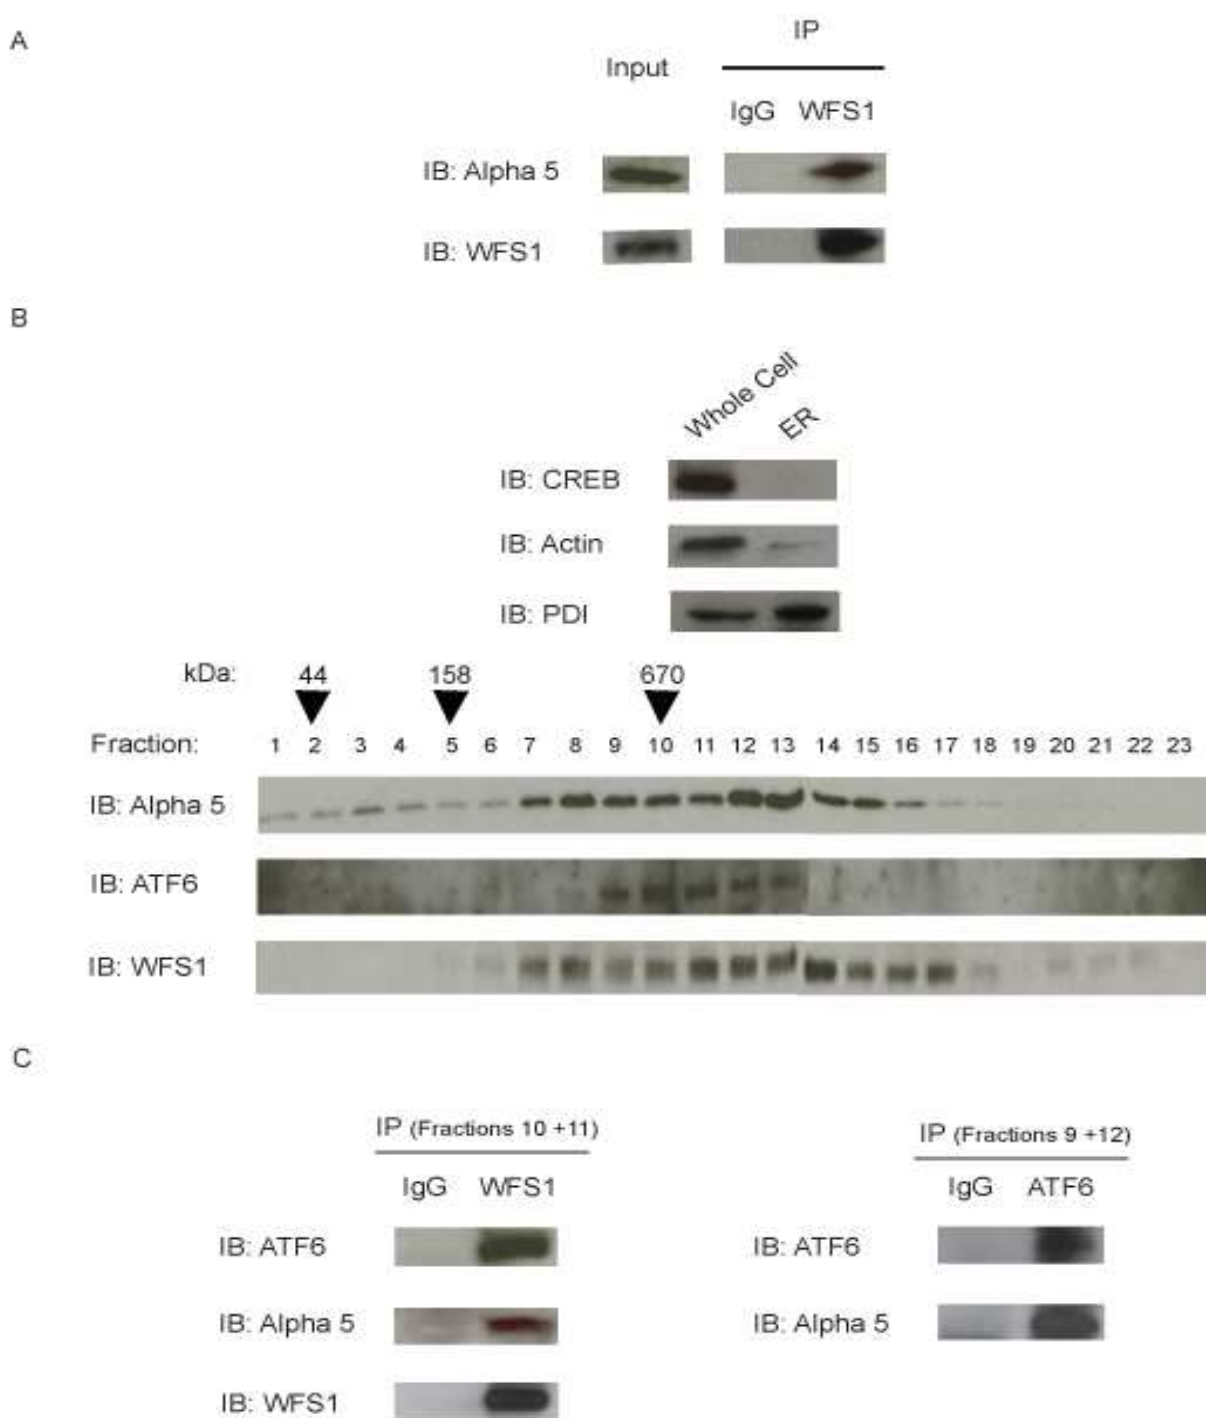 A
IP
Input
IgG WFS1
IB: Alpha 5
IB: WFS1
B
Whole Cell
ER
IB: CREB
IB: Actin
IB: PDI
kDa: 44 158 670
Fraction: 1 2 3 4 5 6 7 8 9 10 11 12 13 14 15 16 17 18 19 20 21 22 23
IB: Alpha 5
IB: ATF6
IB: WFS1
C
IP (Fractions 10 +11) IP (Fractions 9 +12)
IgG WFS1 IgG ATF6
IB: ATF6 IB: ATF6
IB: Alpha 5 IB: Alpha 5
IB: WFS1